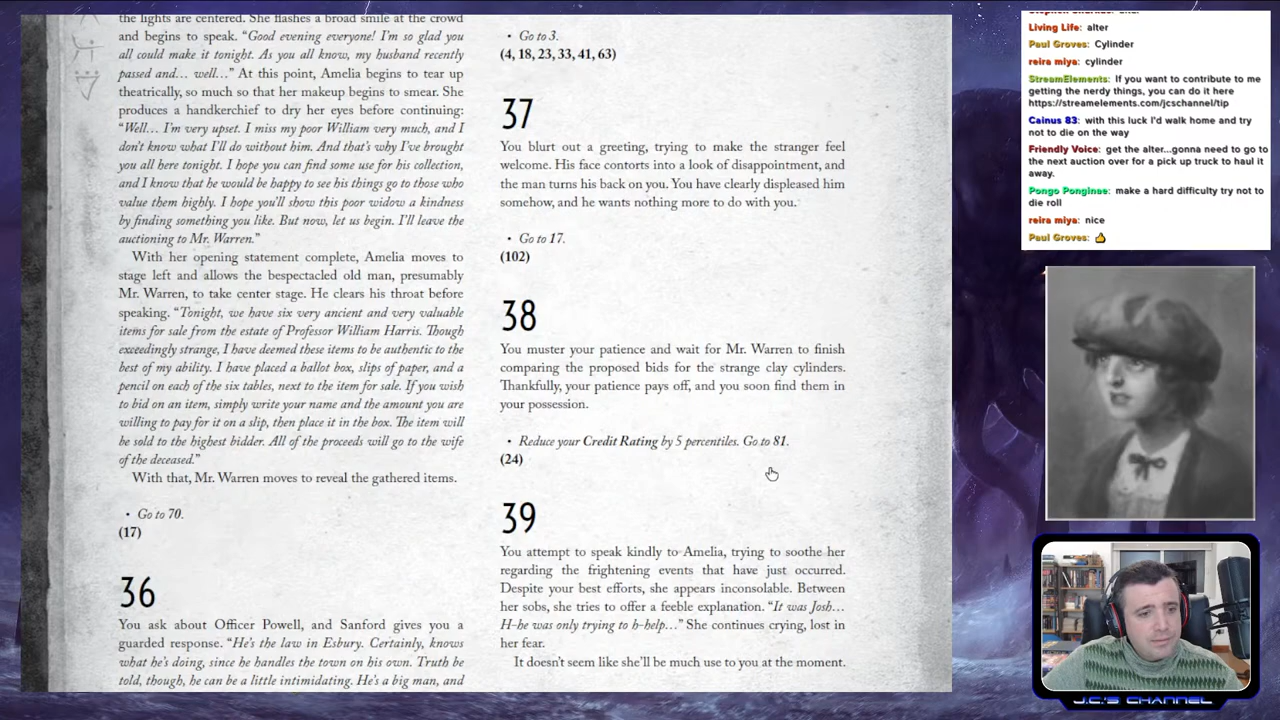 the lights are centered. She flashes a brief smile at the crowd
and begins to speak. "Good evening everyone! I'm so glad you
all could make it tonight. As you all know, my husband recently
passed and… well…" At this point, Amelia begins to tear up
theatrically, so much so that her makeup begins to smear. She
produces a handkerchief to dry her eyes before continuing:
"Well… I'm very upset. I miss my poor William very much, and I
don't know what I'll do without him. And that is why I've brought
you all here tonight. I hope you can find something in his collection,
and I know that he would be happy to see his things go to those who
value them highly. I hope you'll show the both of us a kindness
by finding something you like. But now, let us begin. I'll leave the
auctioning to Mr. Warren."
With her opening statement complete, Amelia moves to
stage left and allows the bespectacled old man, presumably
Mr. Warren, to take center stage. He clears his throat before
speaking. "Tonight, we have six very ancient and very valuable
items for sale from the estate of Professor William Harris. Though
exceedingly strange, I have deemed these items to be authentic to the
best of my ability. I have placed a ballot box, slips of paper, and a
pencil on each of the six tables, next to the item for sale. If you wish
to bid on an item, simply write your name and the amount you are
willing to pay for it on a slip, then place it in the box. The item will
be sold to the highest bidder. All of the proceeds will go to the wife
of the deceased."
With that, Mr. Warren moves to reveal the gathered items.
• Go to 70.
(17)
36
You ask about Officer Powell, and Gilford gives you a
guarded response. "He's the law in Esbury. Certainly, knows
what he's doing, since he handles the town on his own. Truth be
told, though, he can be a little intimidating. He's a big man, and
• Go to 3.
(4, 18, 23, 33, 41, 63)
37
You blurt out a greeting, trying to make the stranger feel
welcome. His face contorts into a look of disappointment, and
the man turns his back on you. You have clearly displeased him
somehow, and he wants nothing more to do with you.
• Go to 17.
(102)
38
You muster your patience and wait for Mr. Warren to finish
comparing the proposed bids for the strange clay cylinders.
Thankfully, your patience pays off, and you soon find them in
your possession.
• Reduce your Credit Rating by 5 percentiles. Go to 81.
(24)
39
You attempt to speak kindly to Amelia, trying to soothe her
regarding the frightening events that have just occurred.
Despite your best efforts, she appears inconsolable. Between
her sobs, she tries to offer a feeble explanation. "It was Josh…
H-he was only trying to h-help…" She continues crying, lost in
her fear.
It doesn't seem like she'll be much use to you at the moment.
Living Life: alter
Paul Groves: Cylinder
reira miya: cylinder
StreamElements: If you want to contribute to me
getting the nerdy things, you can do it here
https://streamelements.com/jcschannel/tip
Cainus 83: with this luck I'd walk home and try
not to die on the way
Friendly Voice: get the alter...gonna need to go to
the next auction over for a pick up truck to haul it
away.
Pongo Ponginae: make a hard difficulty try not to
die roll
reira miya: nice
Paul Groves: 👍
J.C.'S CHANNEL